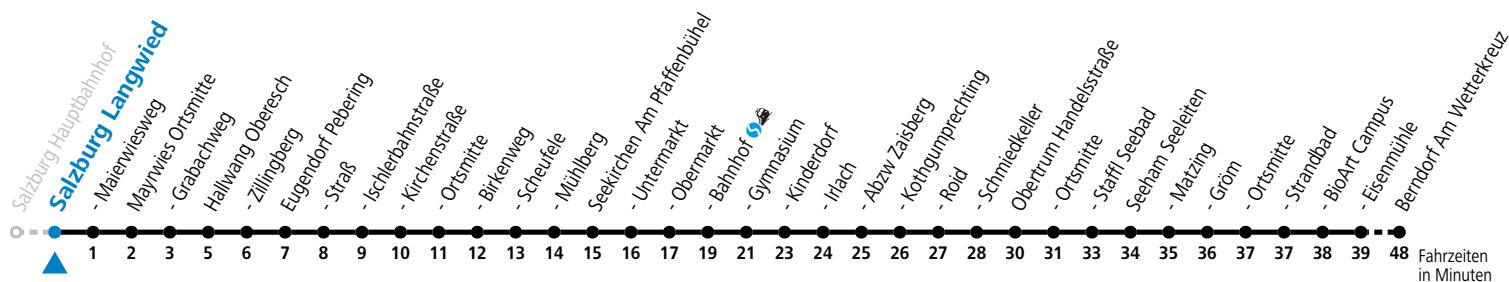 Salzburg Hauptbahnhof
Salzburg Langwied
- Maierwiesweg
Mayrwies Ortsmitte
- Grabachweg
Hallwang Oberesch
- Zillingberg
Eugendorf Pebering
- Straß
- Ischlerbahnstraße
- Kirchenstraße
- Ortsmitte
- Birkenweg
- Scheufele
- Mühlberg
Seekirchen Am Pfaffenbühel
- Untermarkt
- Obermarkt
- Bahnhof
- Gymnasium
- Kinderdorf
- Irlach
- Abzw Zaisberg
- Kothgumprechting
- Roid
- Schmiedkeller
Obertrum Handelsstraße
- Ortsmitte
- Staffl Seebad
Seeham Seeleiten
- Matzing
- Gröm
- Ortsmitte
- Strandbad
- BioArt Campus
- Eisenmühle
Berndorf Am Wetterkreuz
1 2 3 5 6 7 8 9 10 11 12 13 14 15 16 17 19 21 23 24 25 26 27 28 30 31 33 34 35 36 37 37 38 39 48 Fahrzeiten
in Minuten